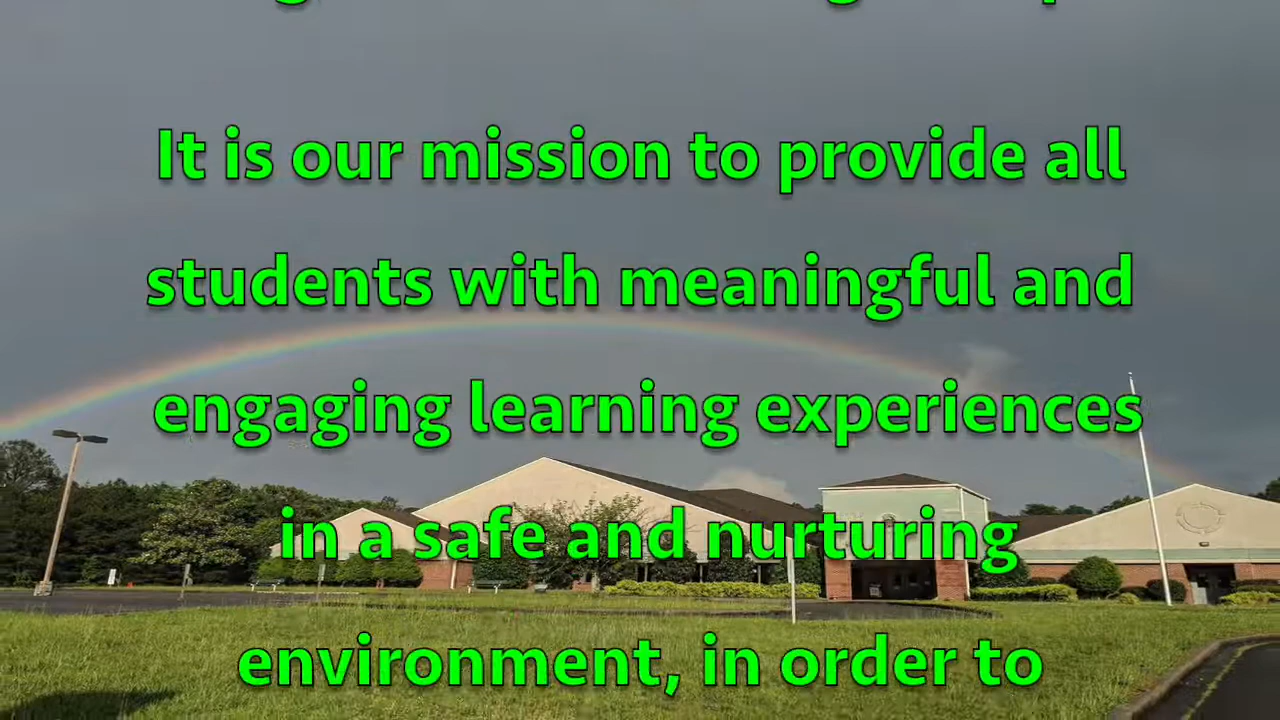 It is our mission to provide all
students with meaningful and
engaging learning experiences
in a safe and nurturing
environment, in order to